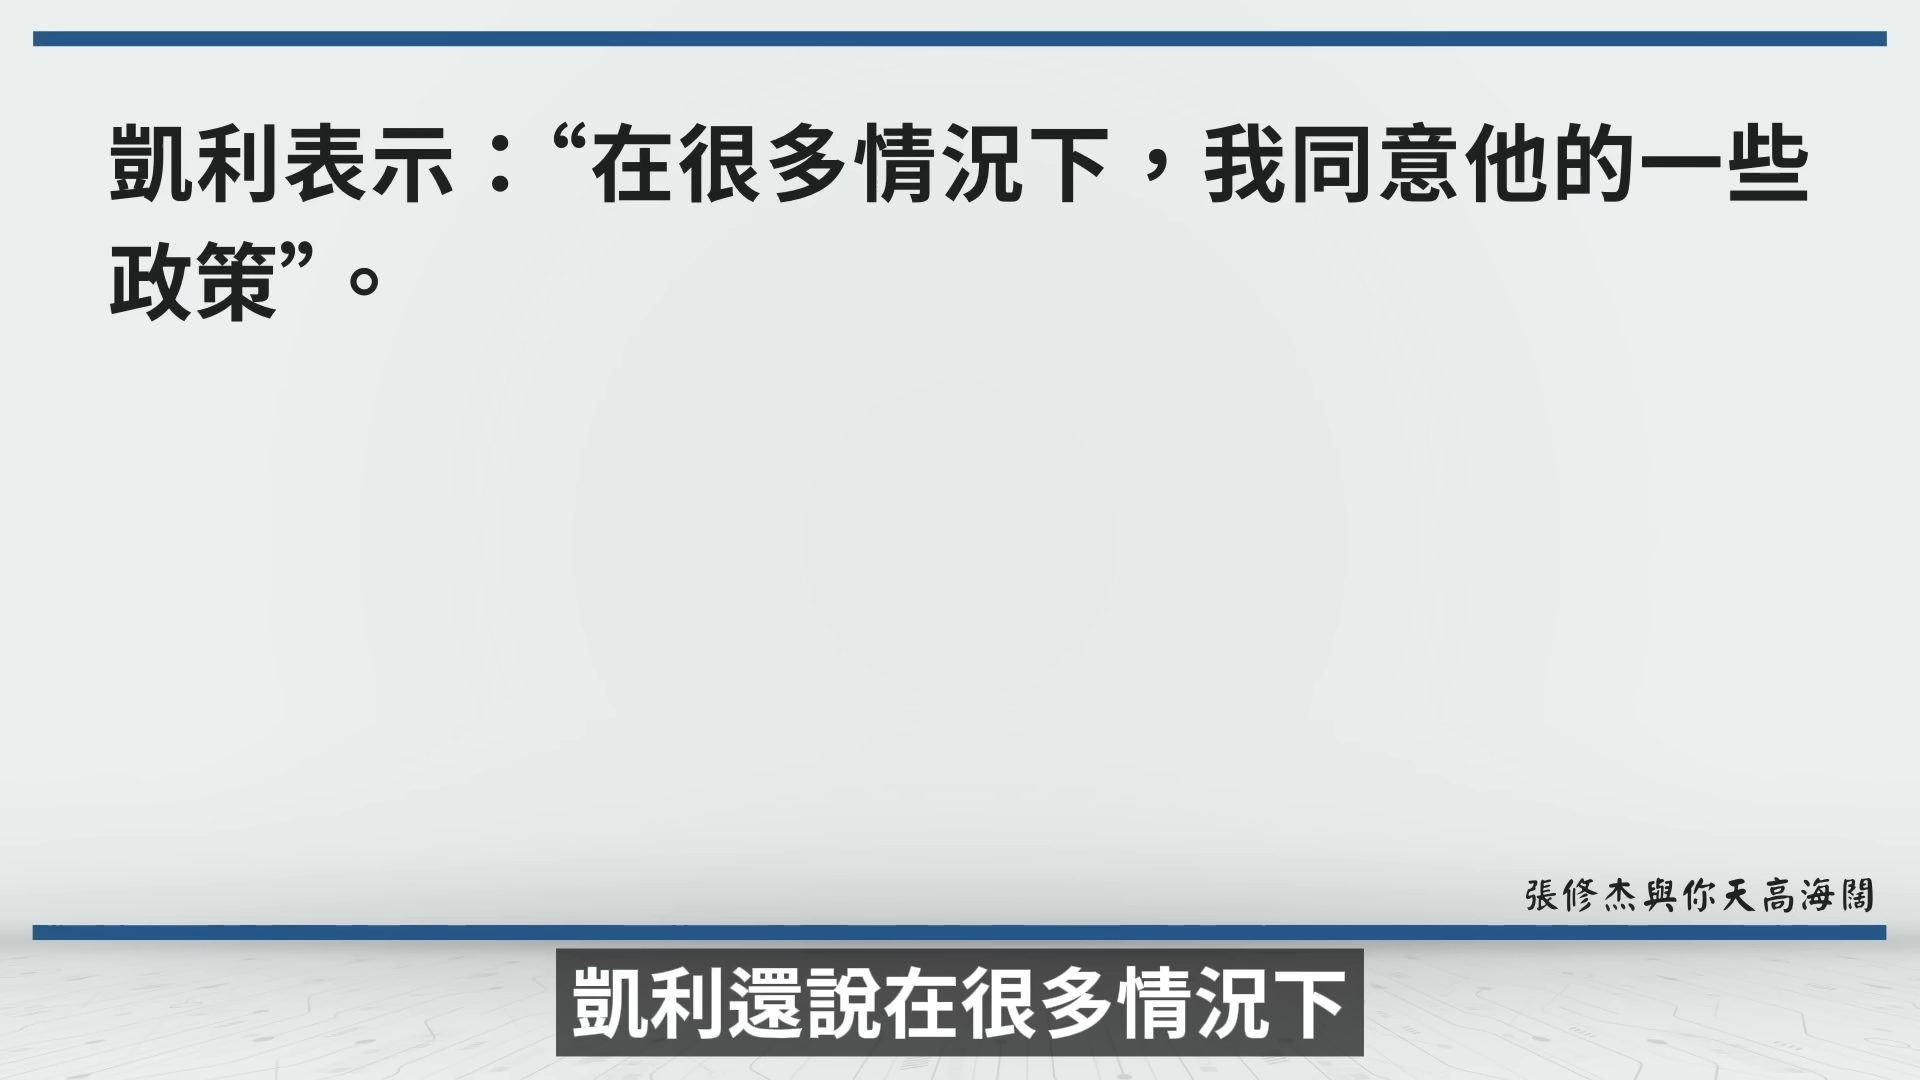 凱利表示：“在很多情況下，我同意他的一些
政策”。
張修杰與你天高海闊
凱利還說在很多情況下